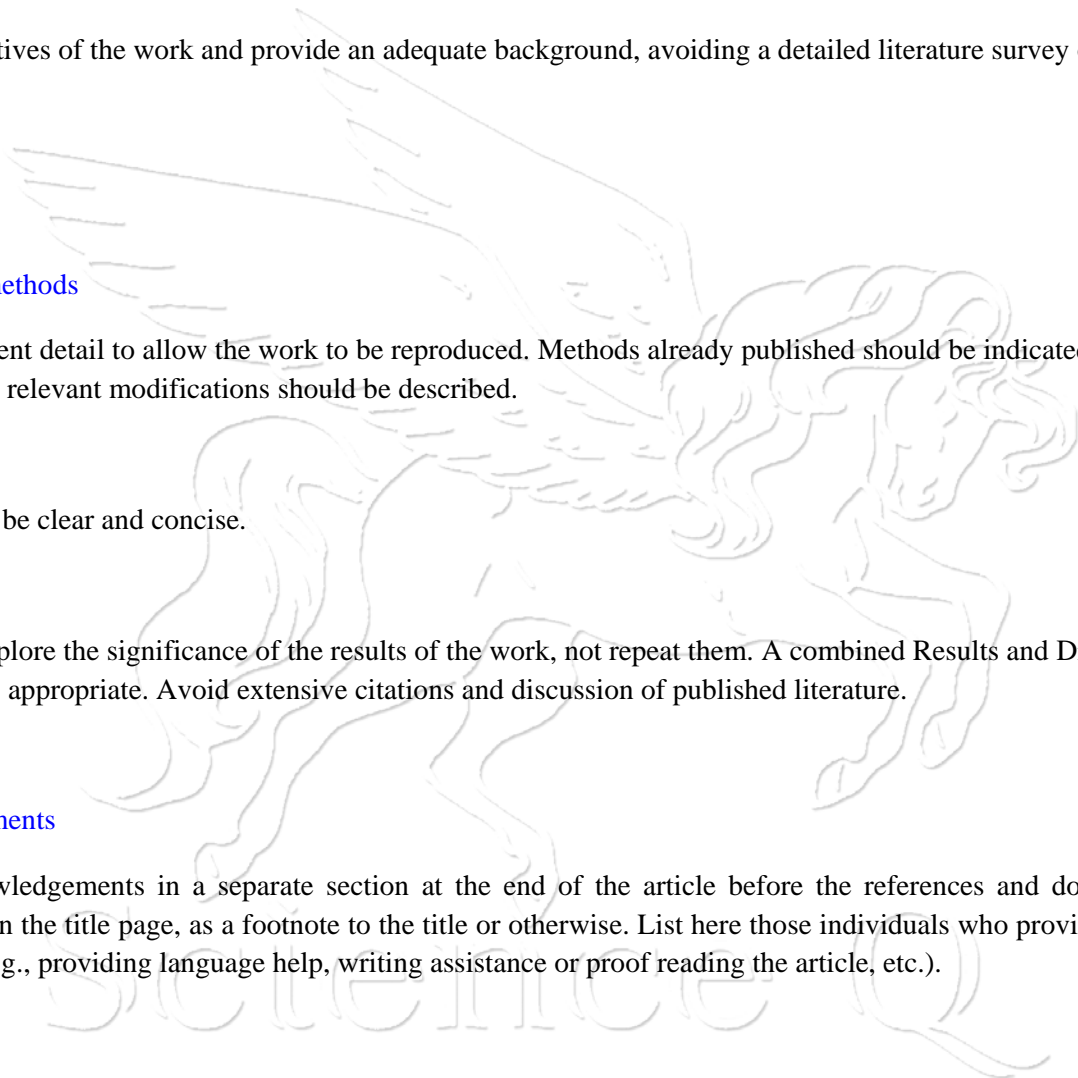 tives of the work and provide an adequate background, avoiding a detailed literature survey
ethods
ent detail to allow the work to be reproduced. Methods already published should be indicated
relevant modifications should be described.
be clear and concise.
plore the significance of the results of the work, not repeat them. A combined Results and D
appropriate. Avoid extensive citations and discussion of published literature.
nents
wledgements in a separate section at the end of the article before the references and do
n the title page, as a footnote to the title or otherwise. List here those individuals who provi
g., providing language help, writing assistance or proof reading the article, etc.).
Science Q